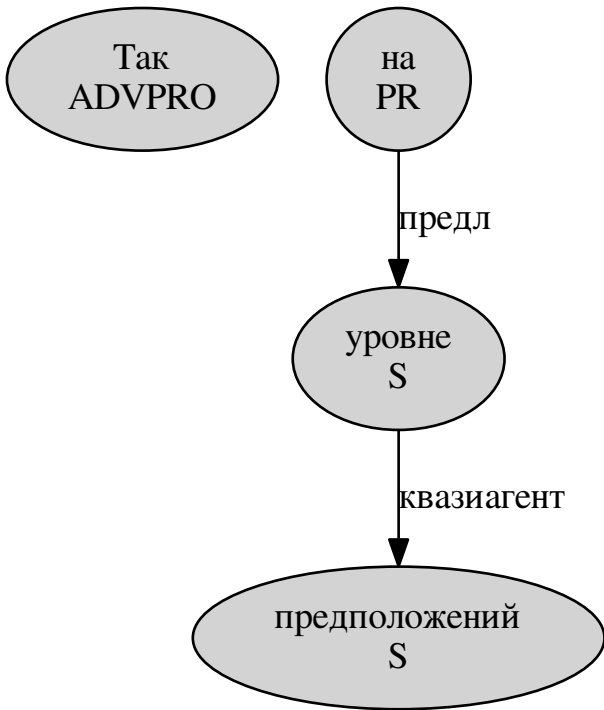 Так
ADVPRO
на
PR
предл
уровне
S
квазиагент
предположений
S